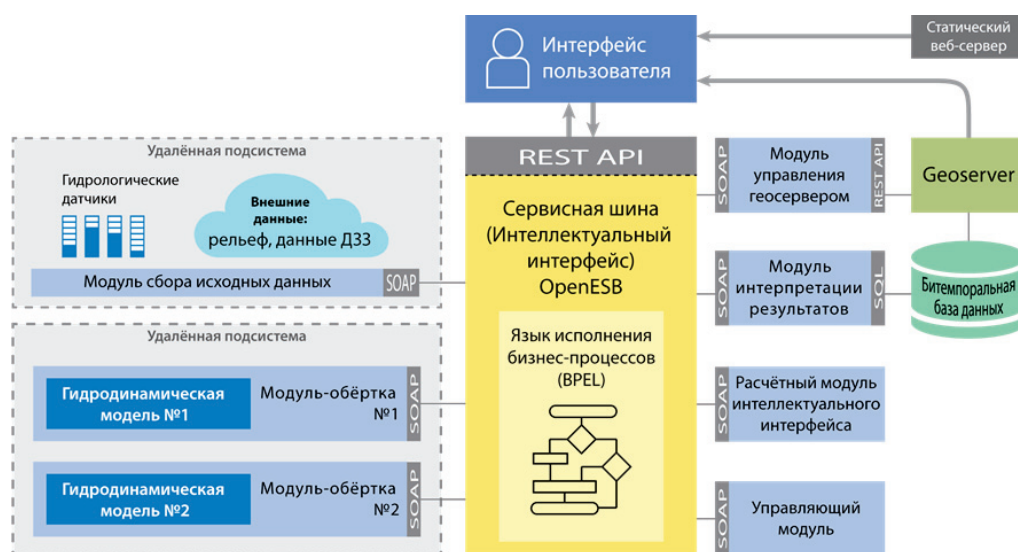 Интерфейс
пользователя
Статический
веб-сервер
Удалённая подсистема
Гидрологические
датчики
Внешние
данные:
рельеф, данные ДЗЗ
Модуль сбора исходных данных
SOAP
Удалённая подсистема
Гидродинамическая
модель №1
Модуль-обёртка
№1
SOAP
Гидродинамическая
модель №2
Модуль-обёртка
№2
SOAP
REST API
Сервисная шина
(Интеллектуальный
интерфейс)
OpenESB
Язык исполнения
бизнес-процессов
(BPEL)
SOAP
Модуль
управления
геосервером
REST API
Geoserver
SOAP
Модуль
интерпретации
результатов
SQL
Битемпоральная
база данных
SOAP
Расчётный модуль
интеллектуального
интерфейса
SOAP
Управляющий
модуль